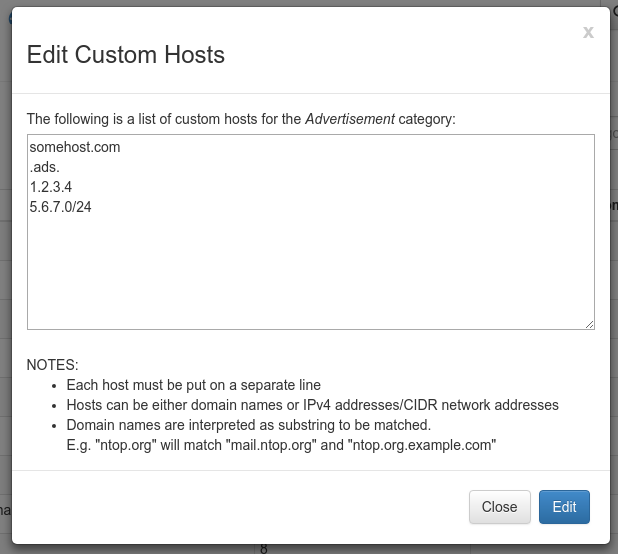 x
Edit Custom Hosts
The following is a list of custom hosts for the Advertisement category:
somehost.com
.ads.
1.2.3.4
5.6.7.0/24
NOTES:
Each host must be put on a separate line
Hosts can be either domain names or IPv4 addresses/CIDR network addresses
Domain names are interpreted as substring to be matched.
E.g. "ntop.org" will match "mail.ntop.org" and "ntop.org.example.com"
Close Edit
8